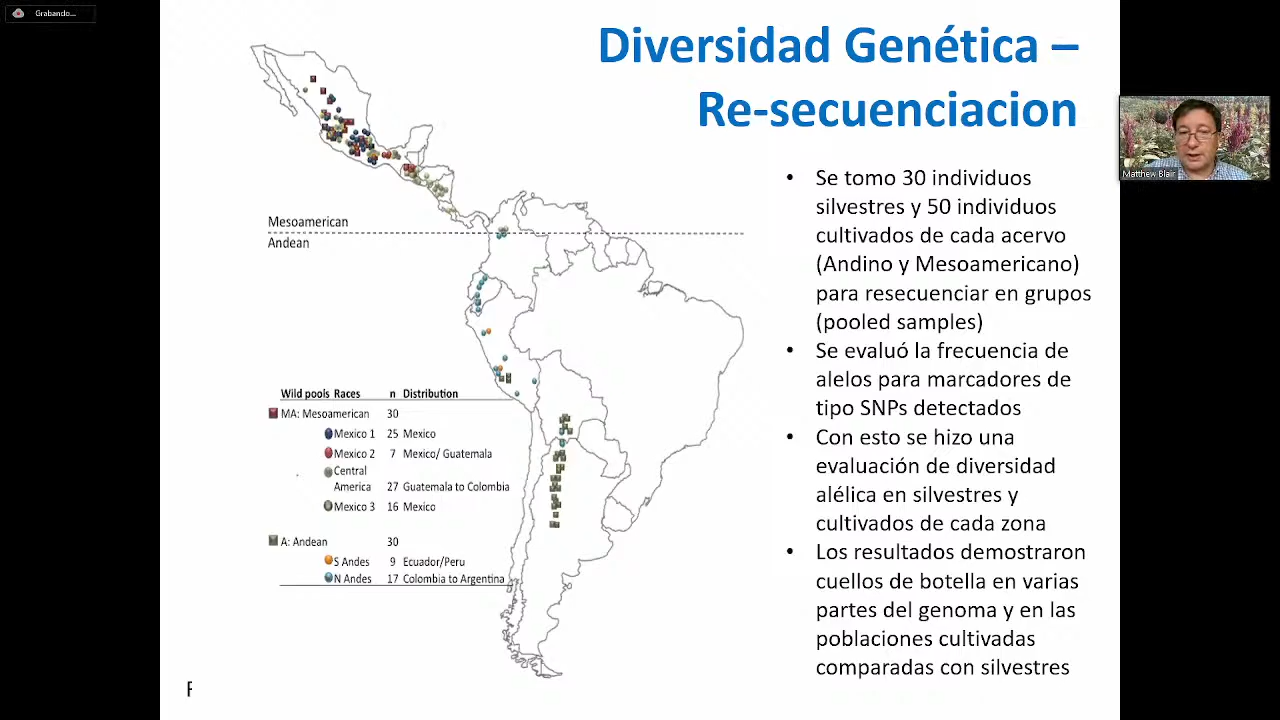 Grabando...
Diversidad Genética –
Re-secuenciacion
Matthew Blair
• Se tomo 30 individuos
silvestres y 50 individuos
cultivados de cada acervo
(Andino y Mesoamericano)
para resecuenciar en grupos
(pooled samples)
• Se evaluó la frecuencia de
alelos para marcadores de
tipo SNPs detectados
• Con esto se hizo una
evaluación de diversidad
alélica en silvestres y
cultivados de cada zona
• Los resultados demostraron
cuellos de botella en varias
partes del genoma y en las
poblaciones cultivadas
comparadas con silvestres
Mesoamerican
Andean
Wild pools Races n Distribution
MA: Mesoamerican 30
Mexico 1 25 Mexico
Mexico 2 7 Mexico/ Guatemala
Central
America 27 Guatemala to Colombia
Mexico 3 16 Mexico
A: Andean 30
S Andes 9 Ecuador/Peru
N Andes 17 Colombia to Argentina